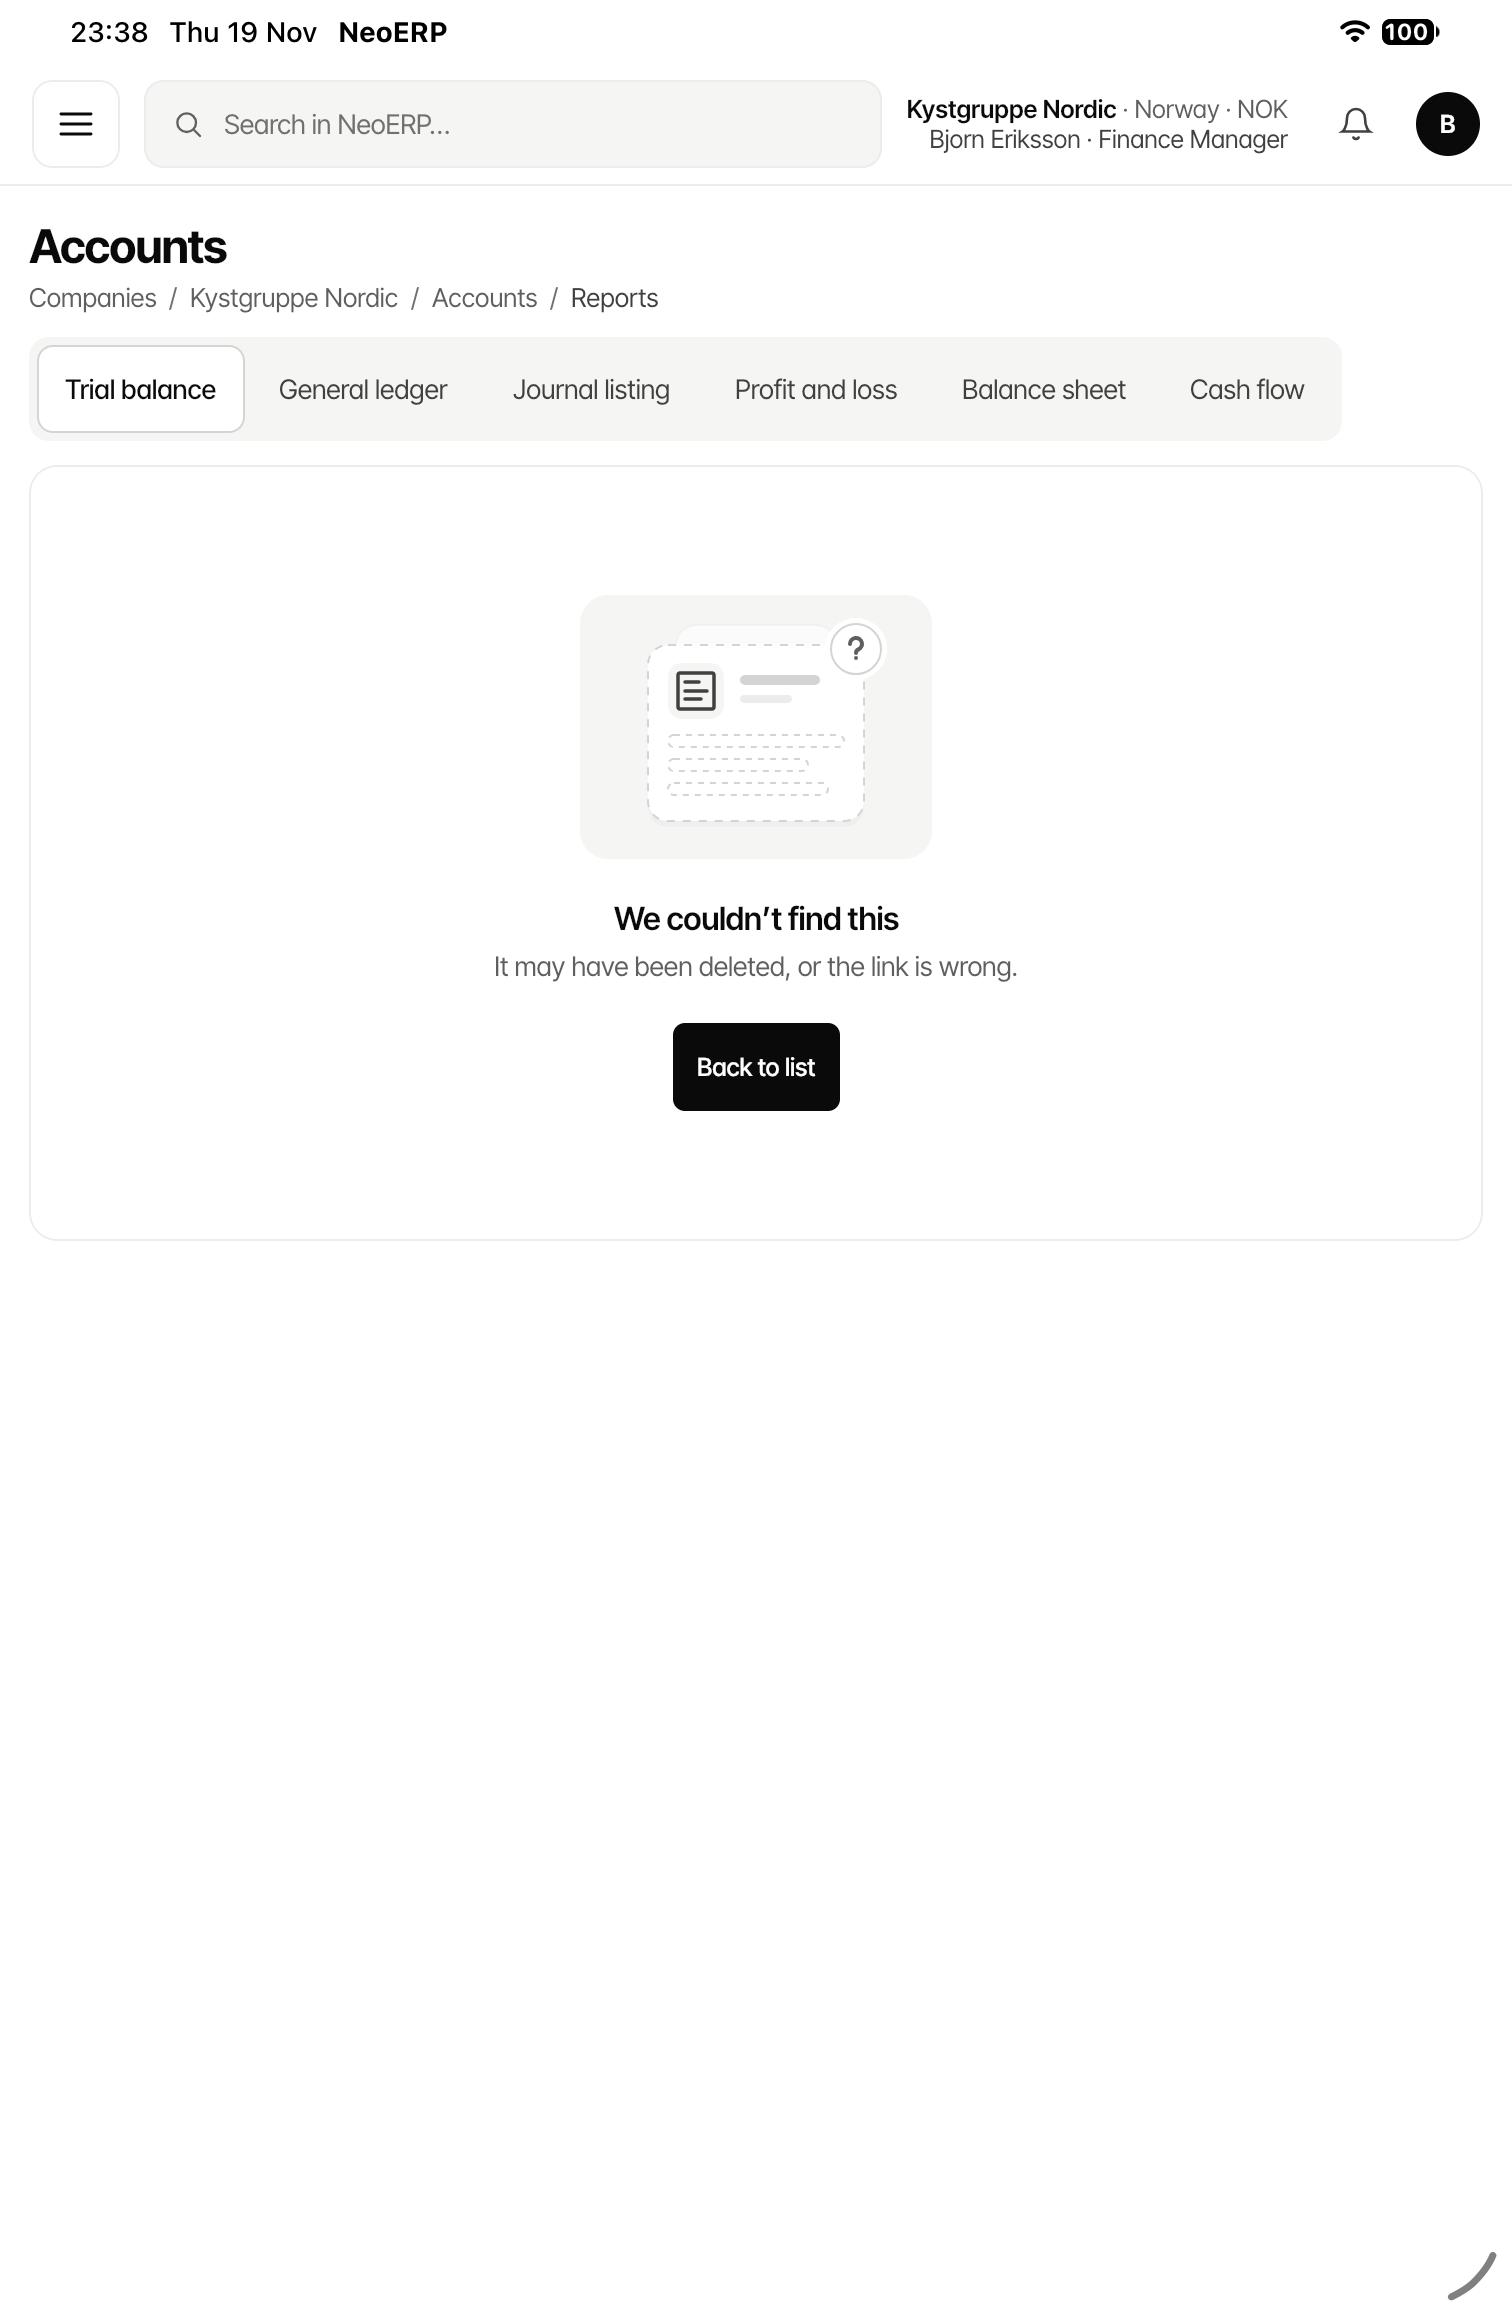 23:38 Thu 19 Nov NeoERP 100
Search in NeoERP...
Kystgruppe Nordic · Norway · NOK
Bjorn Eriksson · Finance Manager
B
Accounts
Companies / Kystgruppe Nordic / Accounts / Reports
Trial balance General ledger Journal listing Profit and loss Balance sheet Cash flow
?
We couldn’t find this
It may have been deleted, or the link is wrong.
Back to list